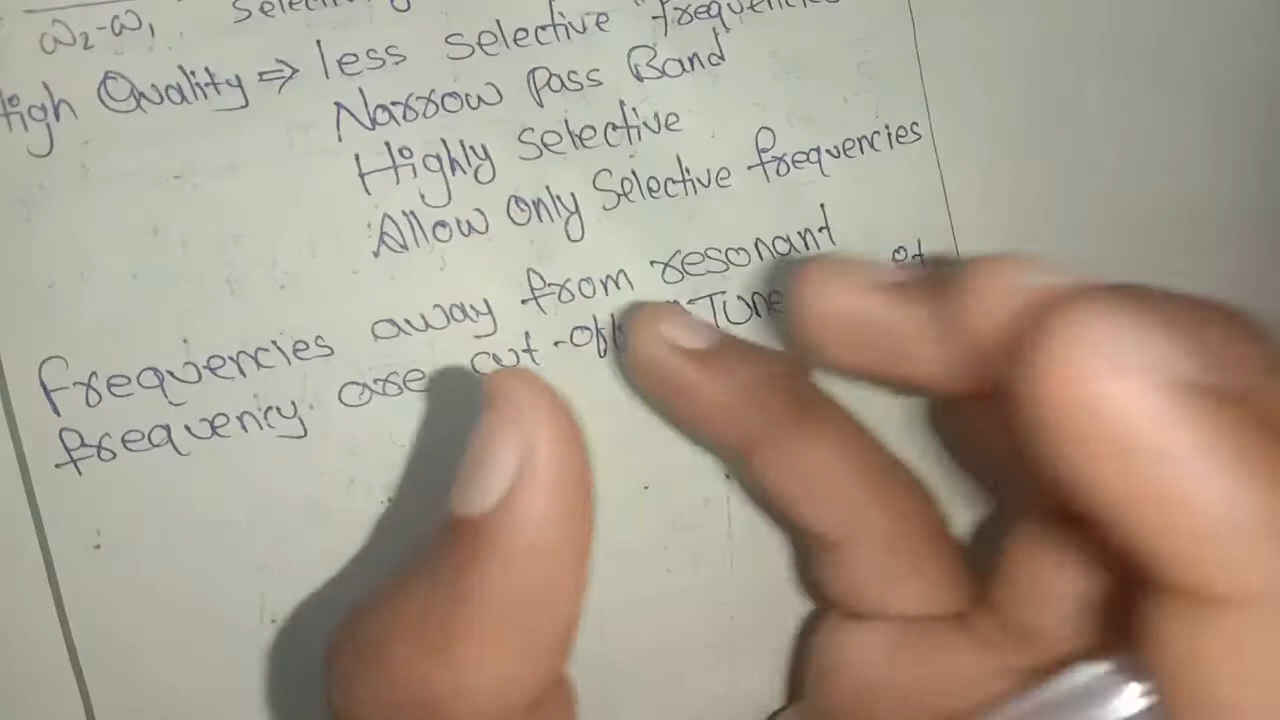 ω₂-ω₁
High Quality ⇒ less selective "frequencies
Narrow Pass Band
Highly Selective
Allow only Selective frequencies
Frequencies away from resonant
frequency are cut-off